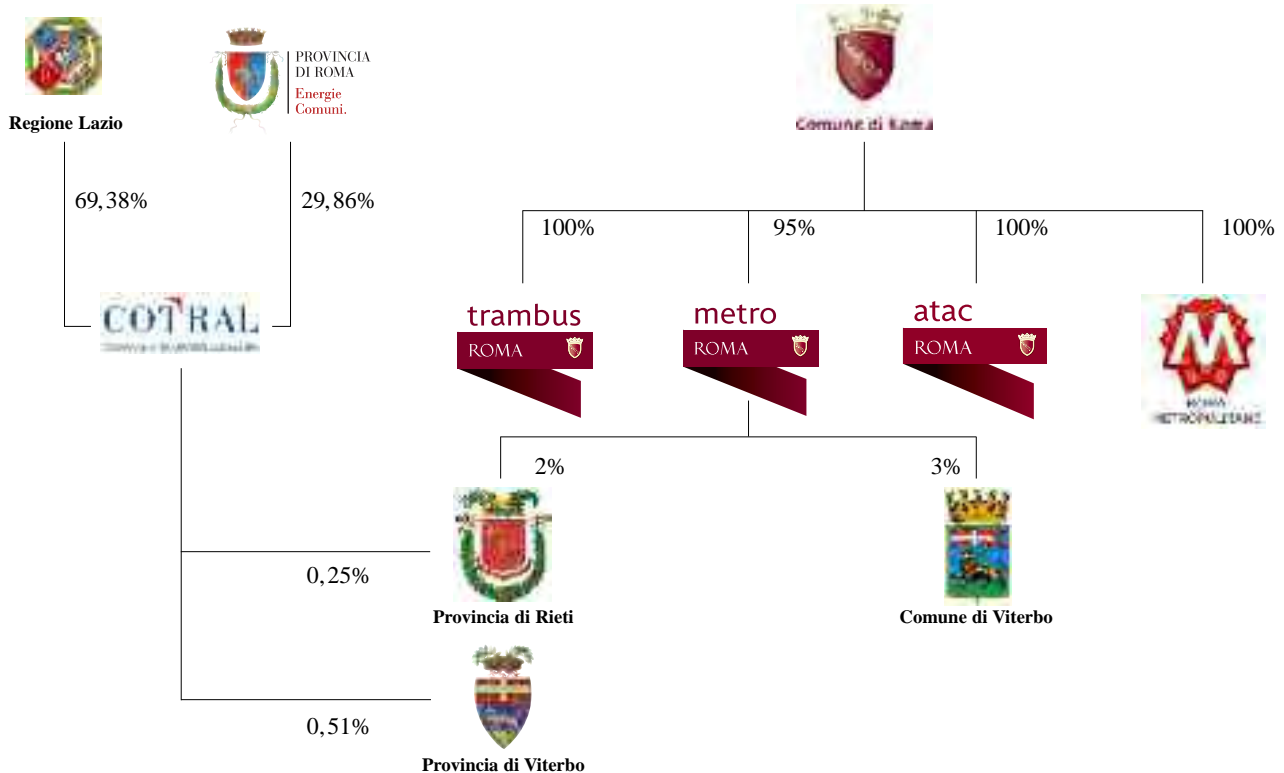 Regione Lazio
PROVINCIA
DI ROMA
Energie
Comuni.
Comune di Roma
69,38%
29,86%
100%
95%
100%
100%
COTRAL
trambus
ROMA
metro
ROMA
atac
ROMA
M
ROMA
METROPOLITANE
2%
3%
0,25%
Provincia di Rieti
Comune di Viterbo
0,51%
Provincia di Viterbo